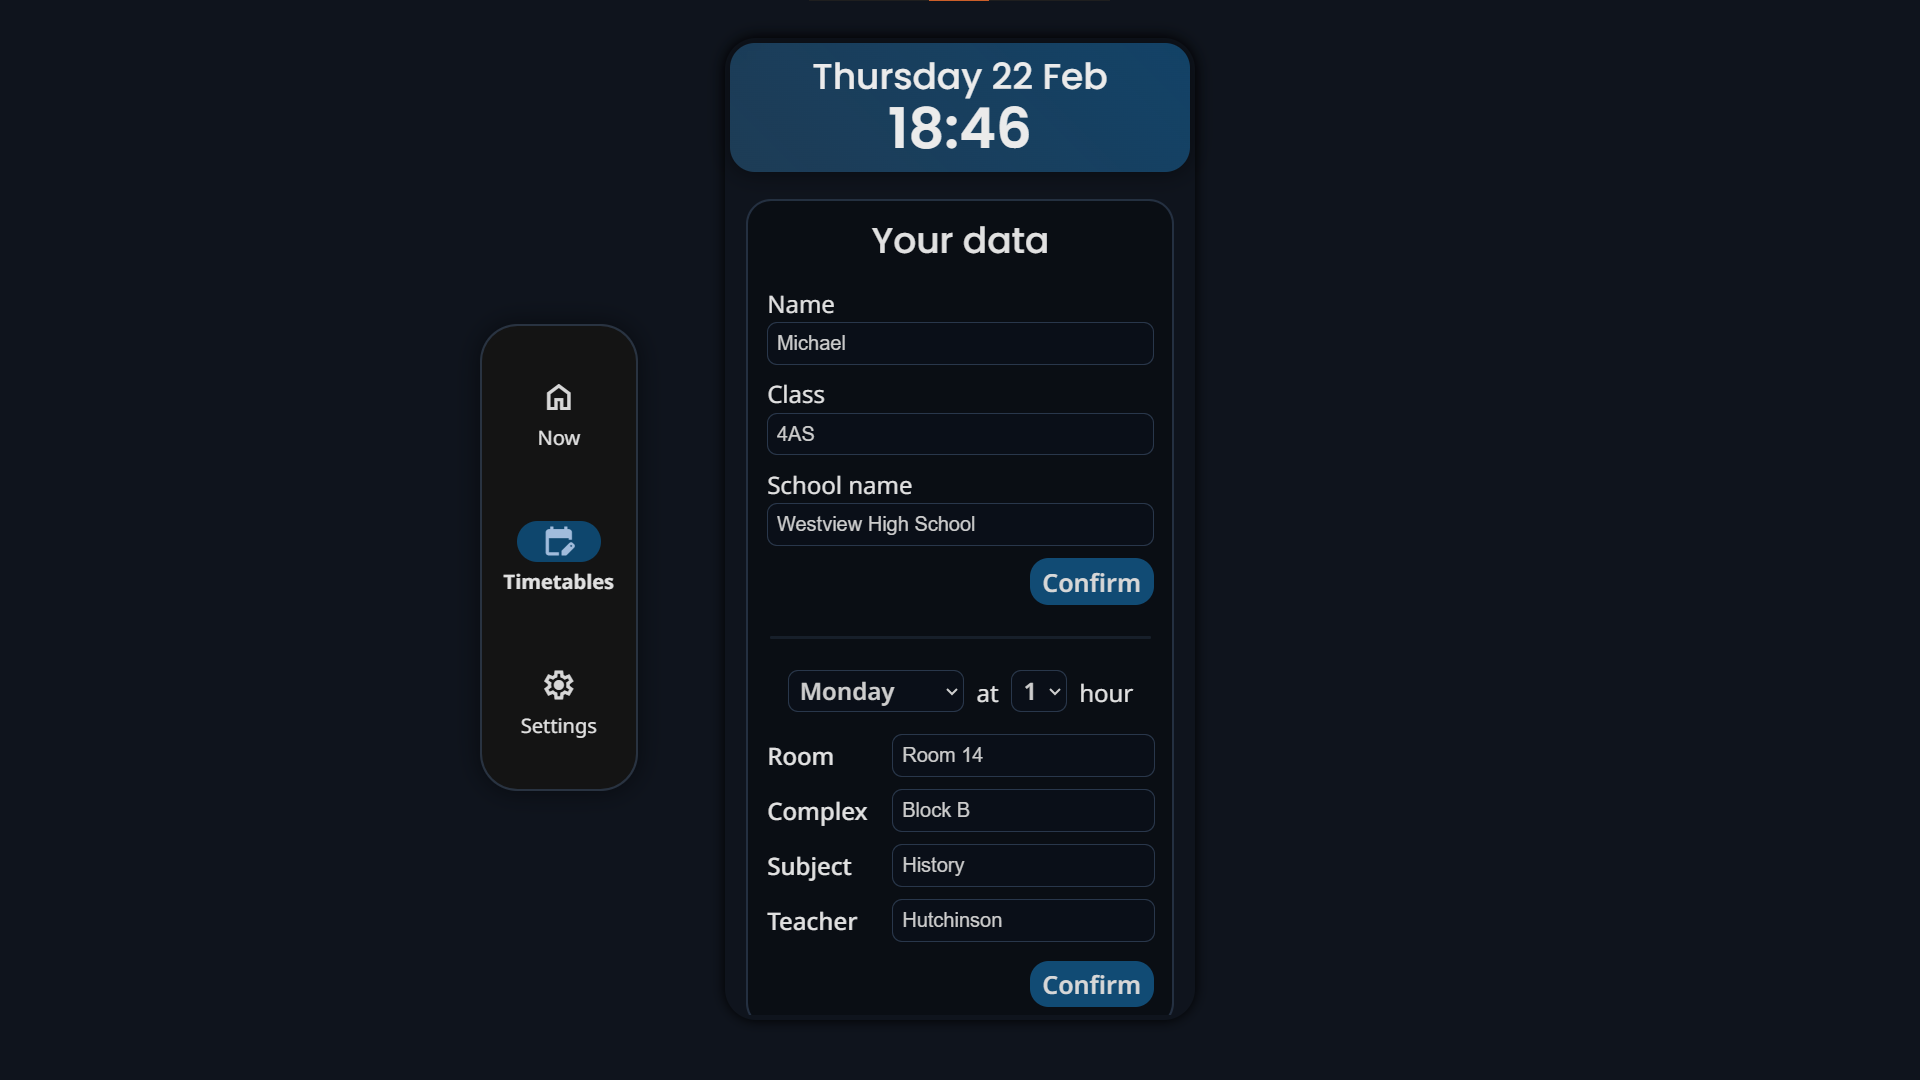 Thursday 22 Feb
18:46
Now
Timetables
Settings
Your data
Name
Michael
Class
4AS
School name
Westview High School
Confirm
Monday at 1 hour
Room Room 14
Complex Block B
Subject History
Teacher Hutchinson
Confirm